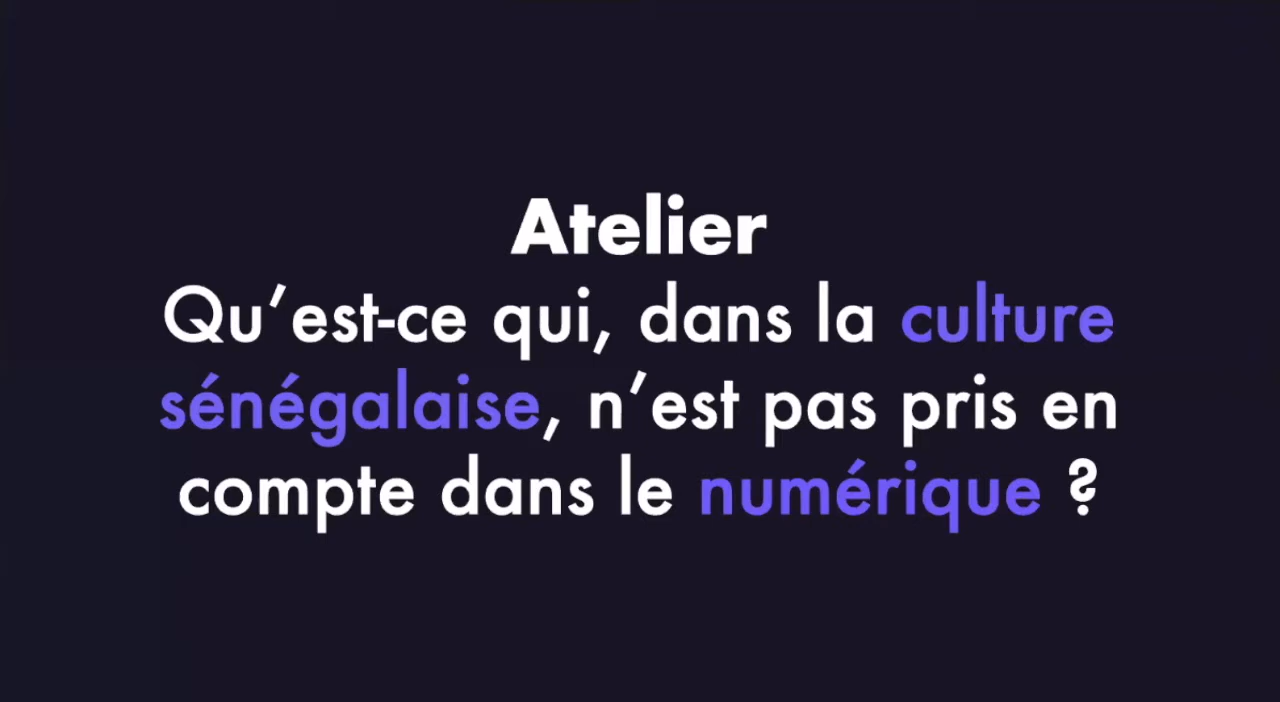 Atelier
Qu’est-ce qui, dans la culture
sénégalaise, n’est pas pris en
compte dans le numérique ?